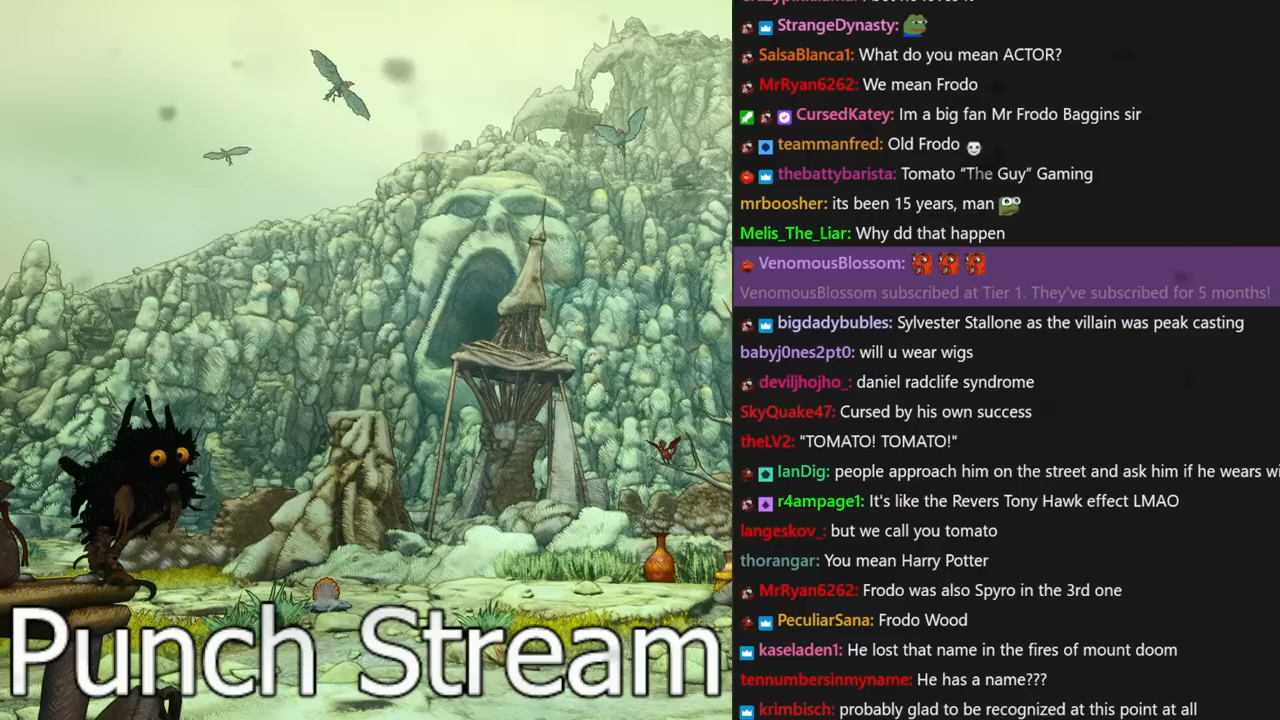 StrangeDynasty:
SalsaBlanca1: What do you mean ACTOR?
MrRyan6262: We mean Frodo
CursedKatey: Im a big fan Mr Frodo Baggins sir
teammanfred: Old Frodo
thebattybarista: Tomato “The Guy” Gaming
mrboosher: its been 15 years, man
Melis_The_Liar: Why dd that happen
VenomousBlossom:
VenomousBlossom subscribed at Tier 1. They've subscribed for 5 months!
bigdadybubles: Sylvester Stallone as the villain was peak casting
babyj0nes2pt0: will u wear wigs
deviljhojho_: daniel radclife syndrome
SkyQuake47: Cursed by his own success
theLV2: "TOMATO! TOMATO!"
IanDig: people approach him on the street and ask him if he wears wi
r4ampage1: It's like the Revers Tony Hawk effect LMAO
langeskov_: but we call you tomato
thorangar: You mean Harry Potter
MrRyan6262: Frodo was also Spyro in the 3rd one
PeculiarSana: Frodo Wood
kaseladen1: He lost that name in the fires of mount doom
tennumbersinmyname: He has a name???
krimbisch: probably glad to be recognized at this point at all
Punch Stream